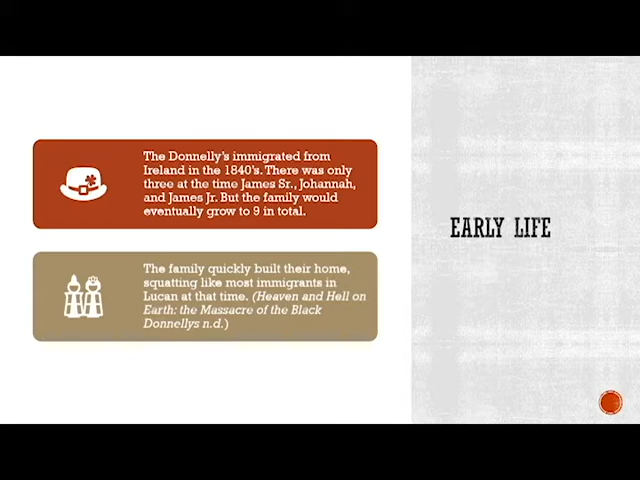 The Donnelly's immigrated from
Ireland in the 1840's. There was only
three at the time James Sr., Johannah,
and James Jr. But the family would
eventually grow to 9 in total.
The family quickly built their home,
squatting like most immigrants in
Lucan at that time. (Heaven and Hell on
Earth: the Massacre of the Black
Donnellys n.d.)
EARLY LIFE